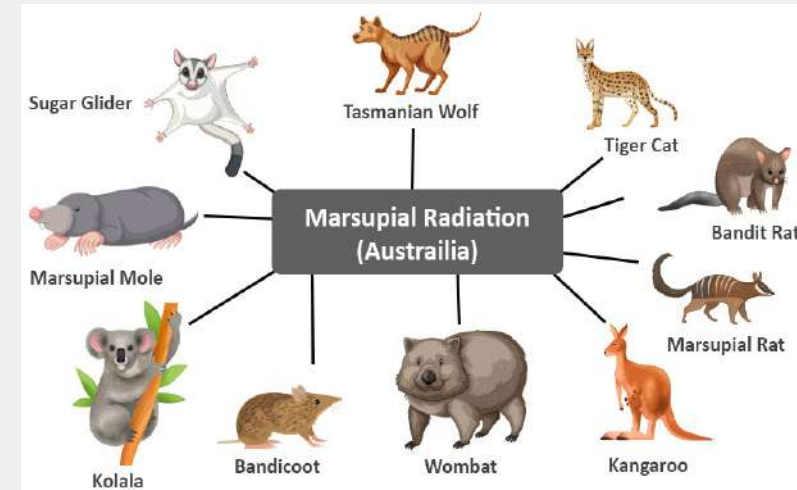 Sugar Glider
Tasmanian Wolf
Tiger Cat
Marsupial Radiation
(Austrailia)
Bandit Rat
Marsupial Mole
Marsupial Rat
Kolala
Bandicoot
Wombat
Kangaroo